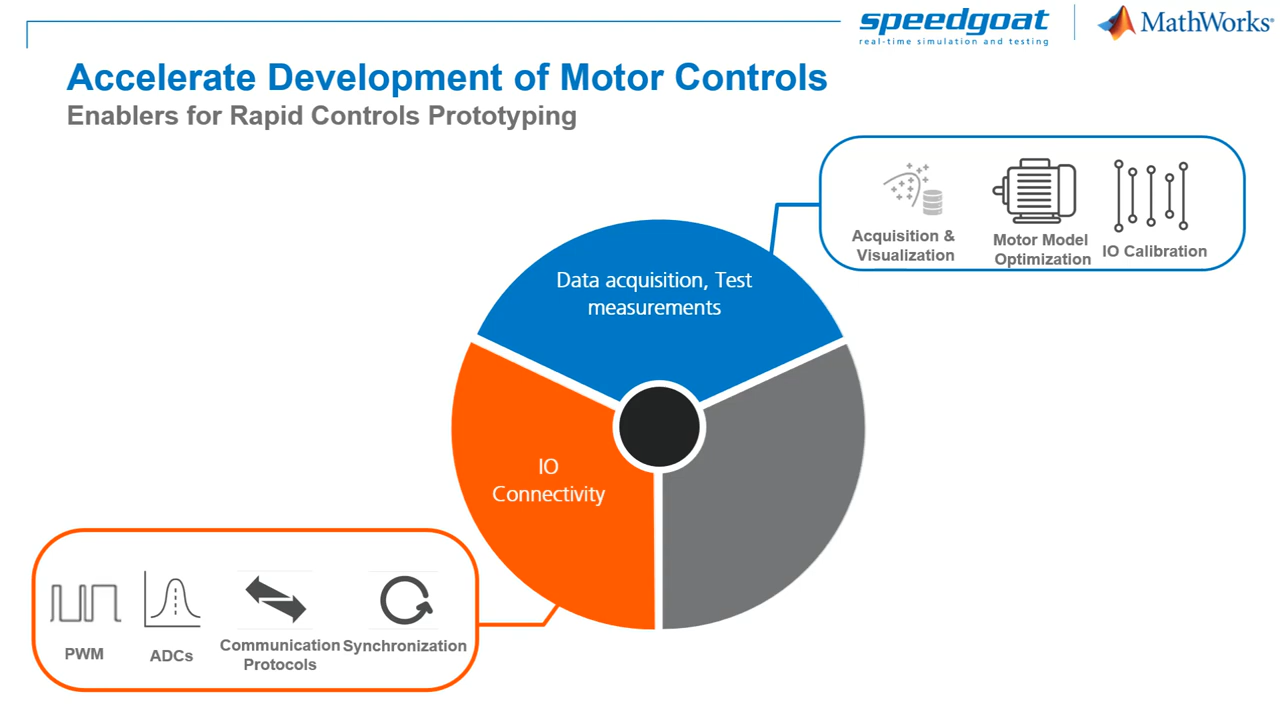 speedgoat
real-time simulation and testing
MathWorks®
Accelerate Development of Motor Controls
Enablers for Rapid Controls Prototyping
Acquisition &
Visualization
Motor Model
Optimization
IO Calibration
Data acquisition, Test
measurements
IO
Connectivity
PWM
ADCs
Communication
Protocols
Synchronization